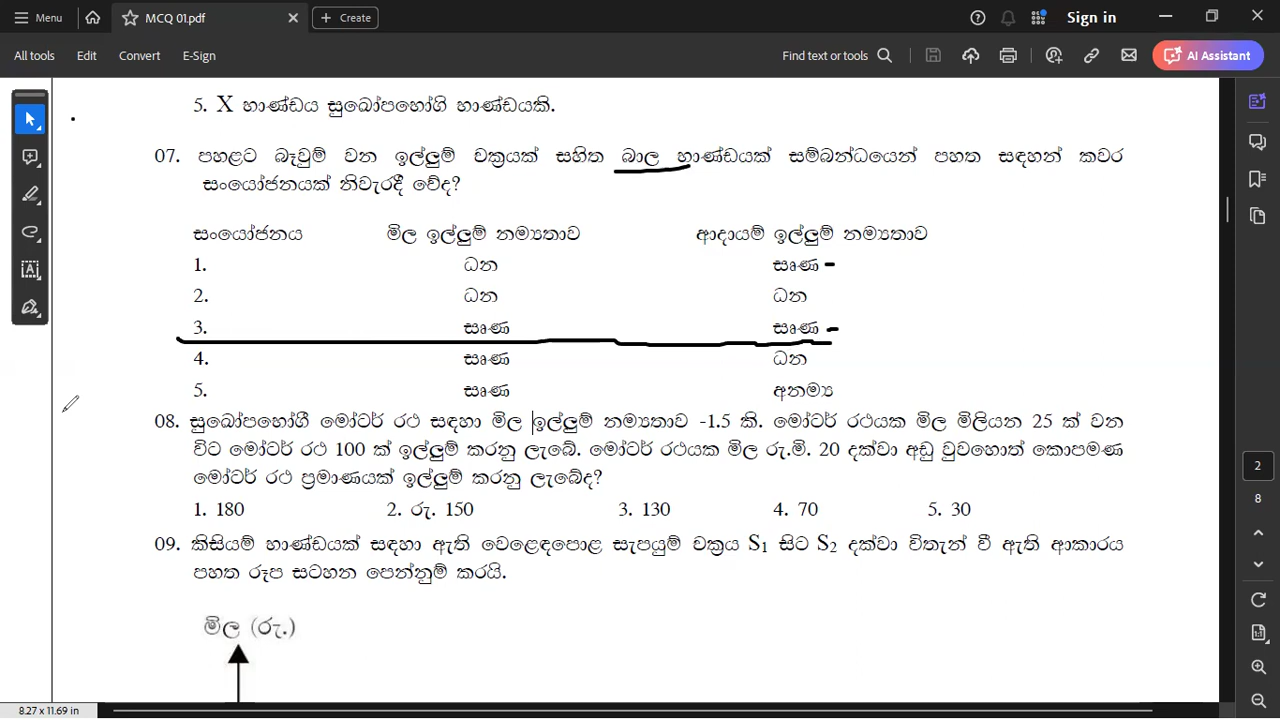 Menu
MCQ 01.pdf
Create
Sign in
All tools Edit Convert E-Sign
Find text or tools
AI Assistant
5. X භාණ්ඩය සුඛෝපභෝගි භාණ්ඩයකි.
07. පහළට බෑවුම් වන ඉල්ලුම් වක්‍රයක් සහිත බාල භාණ්ඩයක් සම්බන්ධයෙන් පහත සඳහන් කවර
සංයෝජනයක් නිවැරදී වේද?
සංයෝජනය මිල ඉල්ලුම් නම්‍යතාව ආදායම් ඉල්ලුම් නම්‍යතාව
1. ධන සෘණ
2. ධන ධන
3. සෘණ සෘණ
4. සෘණ ධන
5. සෘණ අනම්‍ය
08. සුඛෝපභෝගී මෝටර් රථ සඳහා මිල ඉල්ලුම් නම්‍යතාව -1.5 කි. මෝටර් රථයක මිල මිලියන 25 ක් වන
විට මෝටර් රථ 100 ක් ඉල්ලුම් කරනු ලැබේ. මෝටර් රථයක මිල රු.මි. 20 දක්වා අඩු වුවහොත් කොපමණ
මෝටර් රථ ප්‍රමාණයක් ඉල්ලුම් කරනු ලැබේද?
1. 180 2. රු. 150 3. 130 4. 70 5. 30
09. කිසියම් භාණ්ඩයක් සඳහා ඇති වෙළෙඳපොළ සැපයුම් වක්‍රය S1 සිට S2 දක්වා විතැන් වී ඇති ආකාරය
පහත රූප සටහන පෙන්නුම් කරයි.
මිල (රු.)
2
8
8.27 x 11.69 in